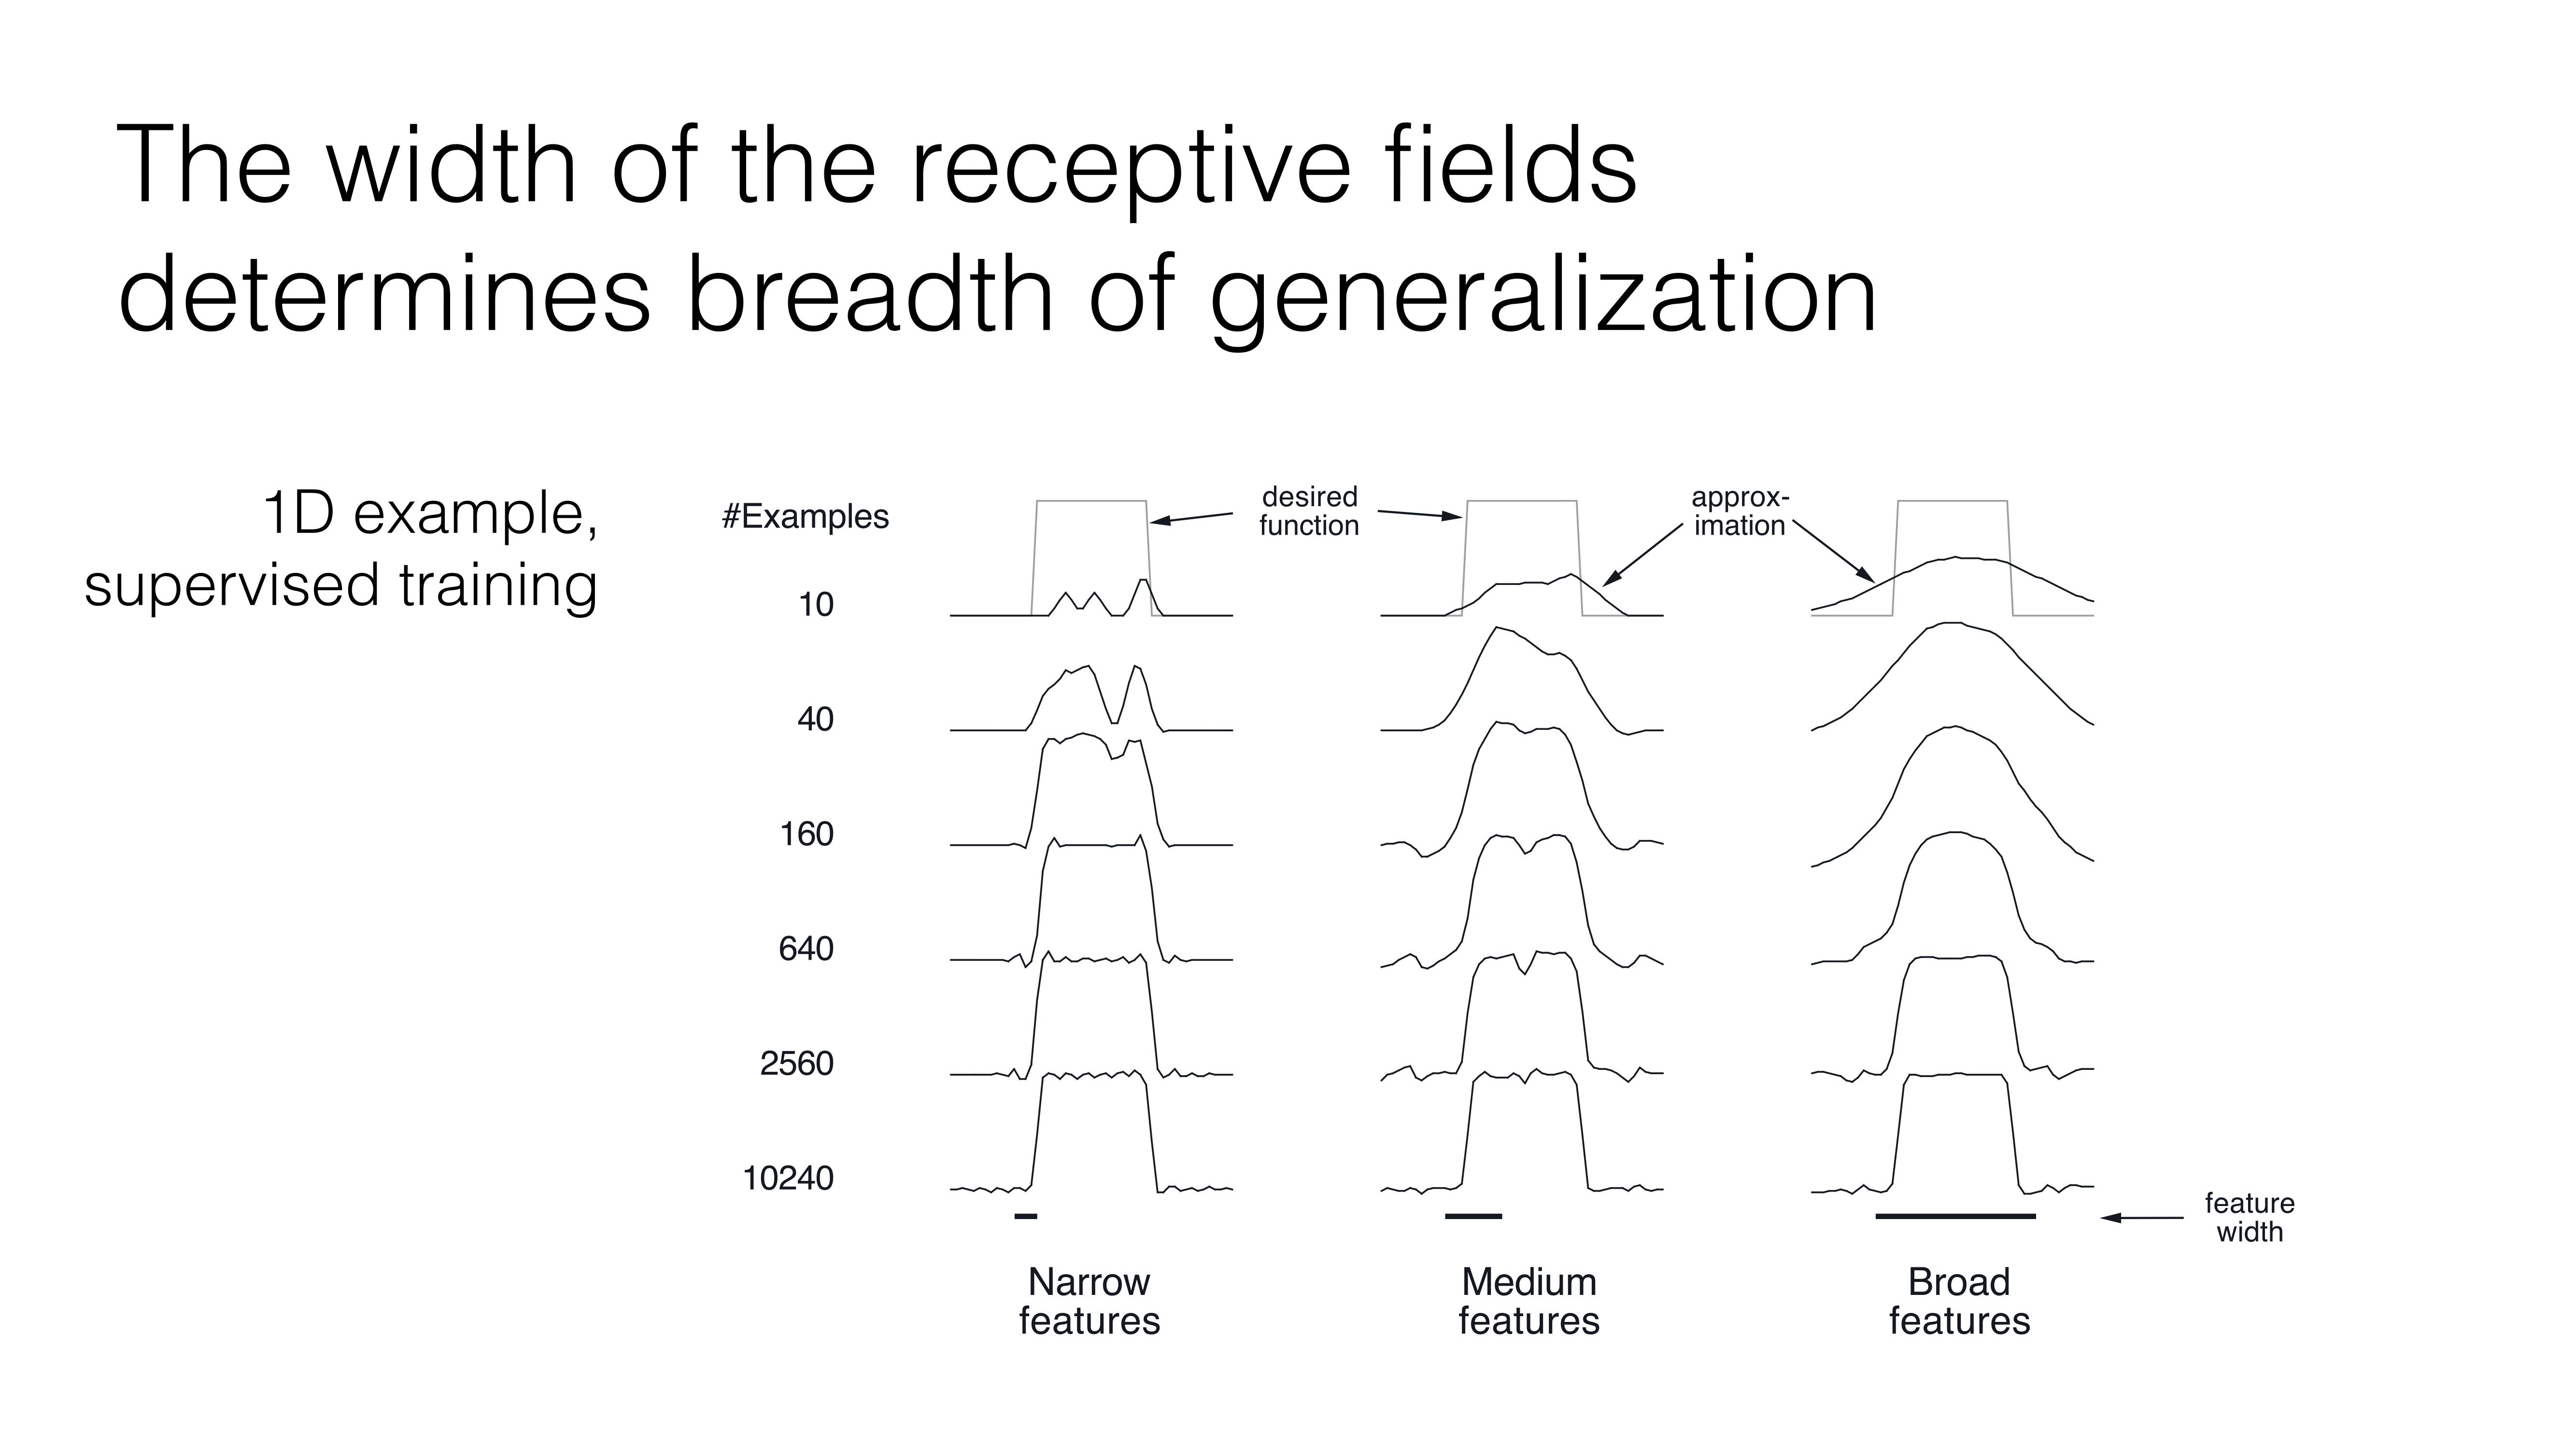 The width of the receptive fields
determines breadth of generalization
1D example,
supervised training
#Examples
desired
function
approx-
imation
10
40
160
640
2560
10240
feature
width
Narrow
features
Medium
features
Broad
features